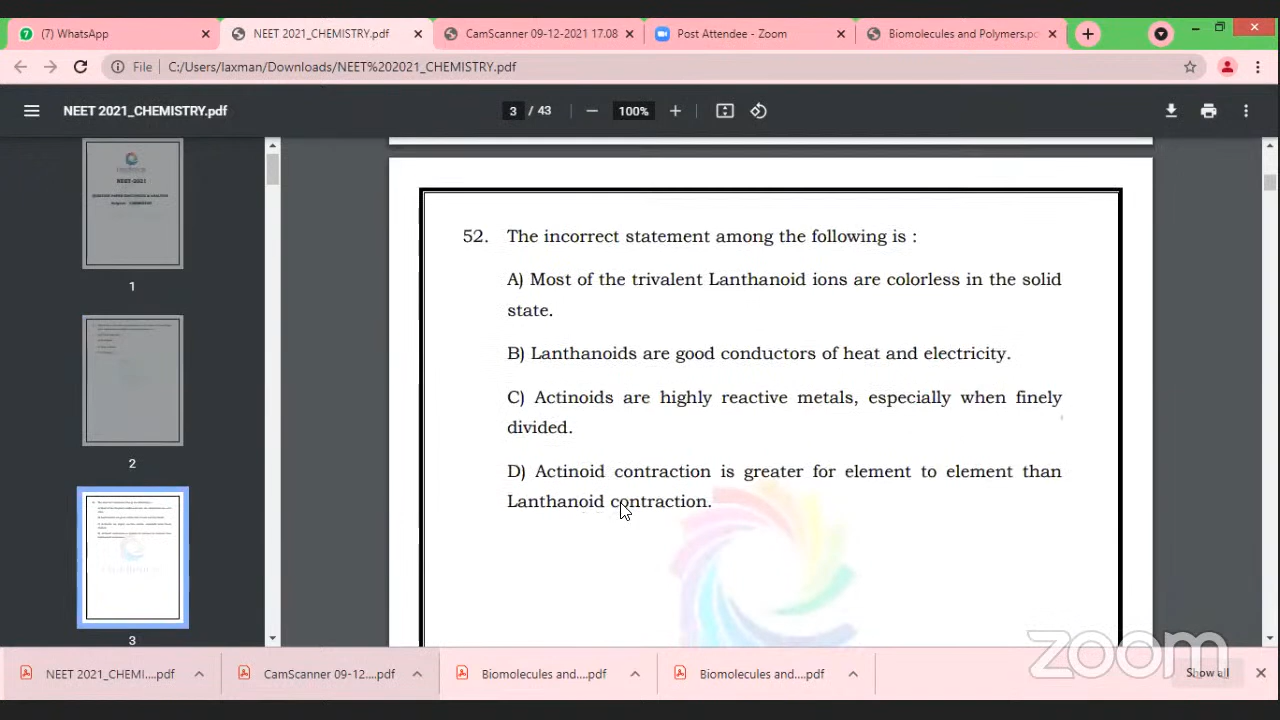 (7) WhatsApp
NEET 2021_CHEMISTRY.pdf
CamScanner 09-12-2021 17.08
Post Attendee - Zoom
Biomolecules and Polymers.p
File
C:/Users/laxman/Downloads/NEET%202021_CHEMISTRY.pdf
NEET 2021_CHEMISTRY.pdf
3 / 43
100%
NEET-2021
1
2
3
52. The incorrect statement among the following is :
A) Most of the trivalent Lanthanoid ions are colorless in the solid
state.
B) Lanthanoids are good conductors of heat and electricity.
C) Actinoids are highly reactive metals, especially when finely
divided.
D) Actinoid contraction is greater for element to element than
Lanthanoid contraction.
zoom
NEET 2021_CHEMI....pdf
CamScanner 09-12....pdf
Biomolecules and....pdf
Biomolecules and....pdf
Show all